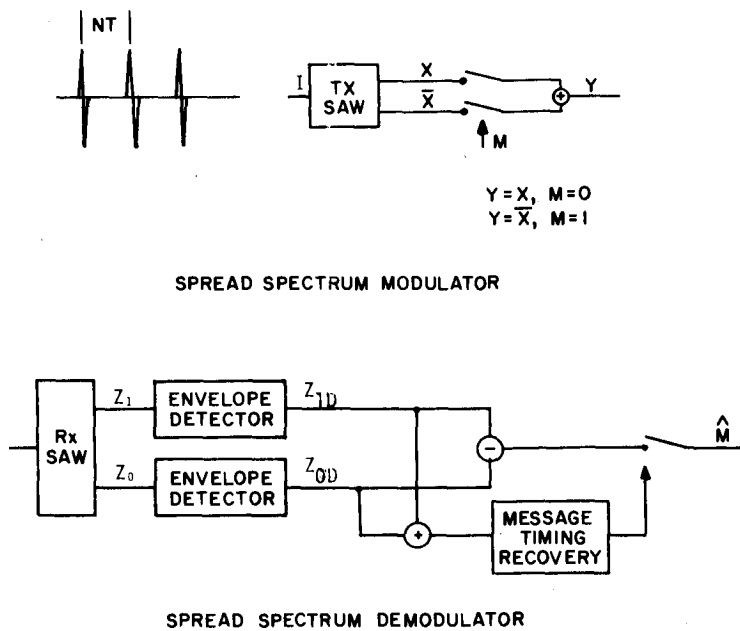 NT
I
TX
SAW
X
X̅
M
+
Y
Y=X, M=0
Y=X̅, M=1
SPREAD SPECTRUM MODULATOR
Rx
SAW
Z₁
ENVELOPE
DETECTOR
Z1D
Z₀
ENVELOPE
DETECTOR
Z0D
−
+
MESSAGE
TIMING
RECOVERY
M̂
SPREAD SPECTRUM DEMODULATOR